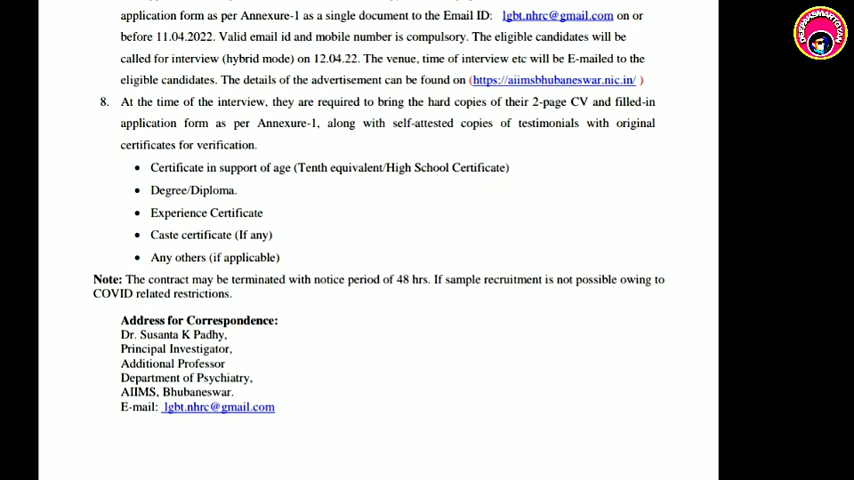 application form as per Annexure-1 as a single document to the Email ID: lgbt.nhrc@gmail.com on or
before 11.04.2022. Valid email id and mobile number is compulsory. The eligible candidates will be
called for interview (hybrid mode) on 12.04.22. The venue, time of interview etc will be E-mailed to the
eligible candidates. The details of the advertisement can be found on (https://aiimsbhubaneswar.nic.in/ )
8. At the time of the interview, they are required to bring the hard copies of their 2-page CV and filled-in
application form as per Annexure-1, along with self-attested copies of testimonials with original
certificates for verification.
• Certificate in support of age (Tenth equivalent/High School Certificate)
• Degree/Diploma.
• Experience Certificate
• Caste certificate (If any)
• Any others (if applicable)
Note: The contract may be terminated with notice period of 48 hrs. If sample recruitment is not possible owing to
COVID related restrictions.
Address for Correspondence:
Dr. Susanta K Padhy,
Principal Investigator,
Additional Professor
Department of Psychiatry,
AIIMS, Bhubaneswar.
E-mail: lgbt.nhrc@gmail.com